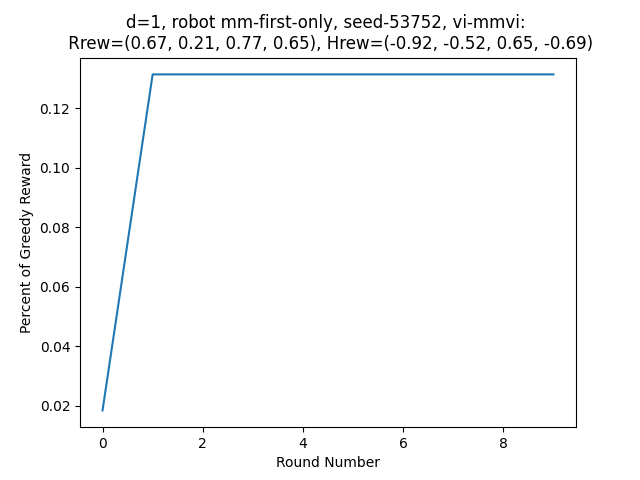 d=1, robot mm-first-only, seed-53752, vi-mmvi:
Rrew=(0.67, 0.21, 0.77, 0.65), Hrew=(-0.92, -0.52, 0.65, -0.69)
0.12
0.10
0.08
0.06
0.04
0.02
Percent of Greedy Reward
0 2 4 6 8
Round Number